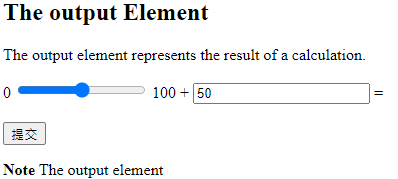 The output Element
The output element represents the result of a calculation.
0 100 + 50 =
提交
Note The output element